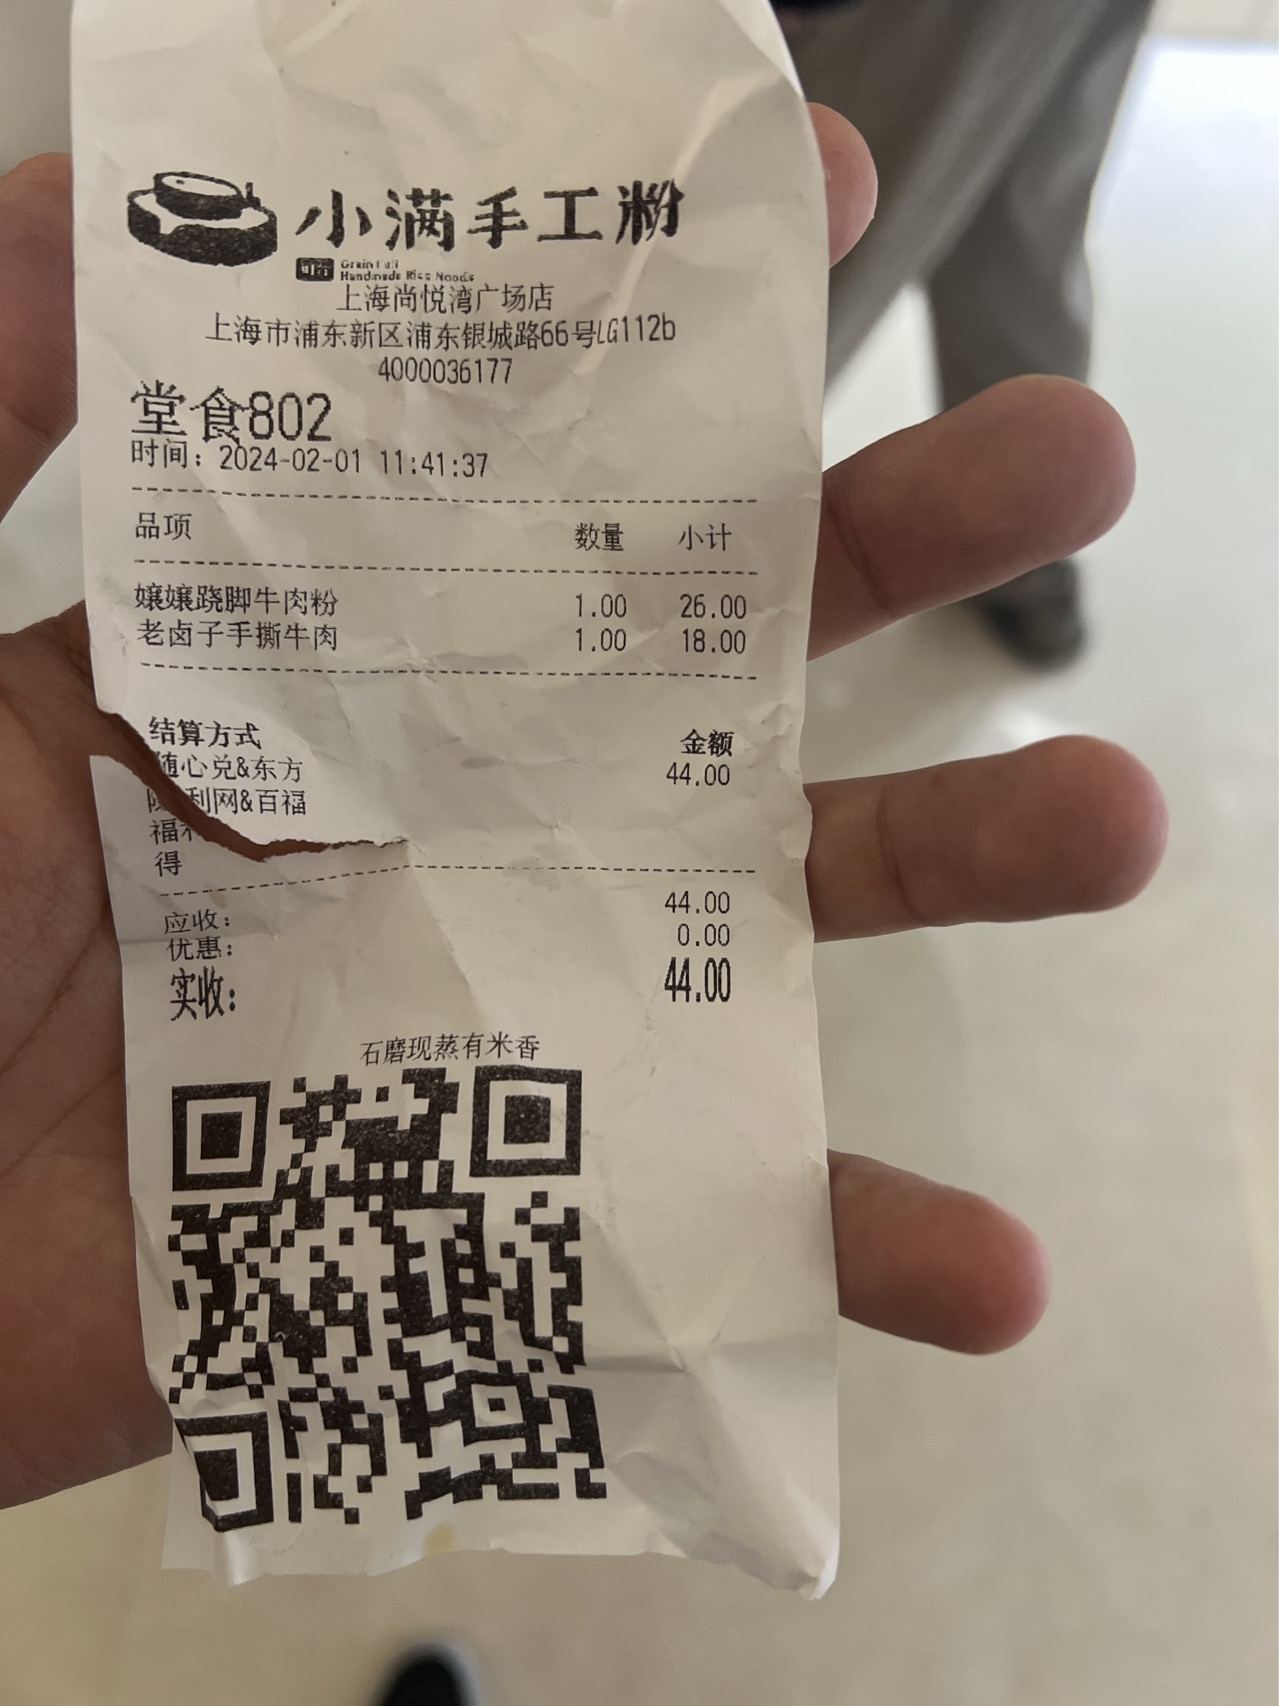 小满手工粉
Grain Full
Handmade Rice Noodle
上海尚悦湾广场店
上海市浦东新区浦东银城路66号LG112b
4000036177
堂食802
时间：2024-02-01 11:41:37
品项 数量 小计
嬢嬢跷脚牛肉粉 1.00 26.00
老卤子手撕牛肉 1.00 18.00
结算方式 金额
随心兑&东方 44.00
利网&百福
福
得
应收： 44.00
优惠： 0.00
实收： 44.00
石磨现蒸有米香